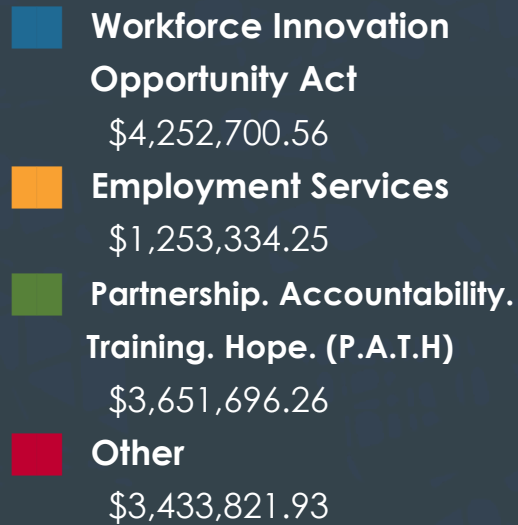 Workforce Innovation
Opportunity Act
$4,252,700.56
Employment Services
$1,253,334.25
Partnership. Accountability.
Training. Hope. (P.A.T.H)
$3,651,696.26
Other
$3,433,821.93